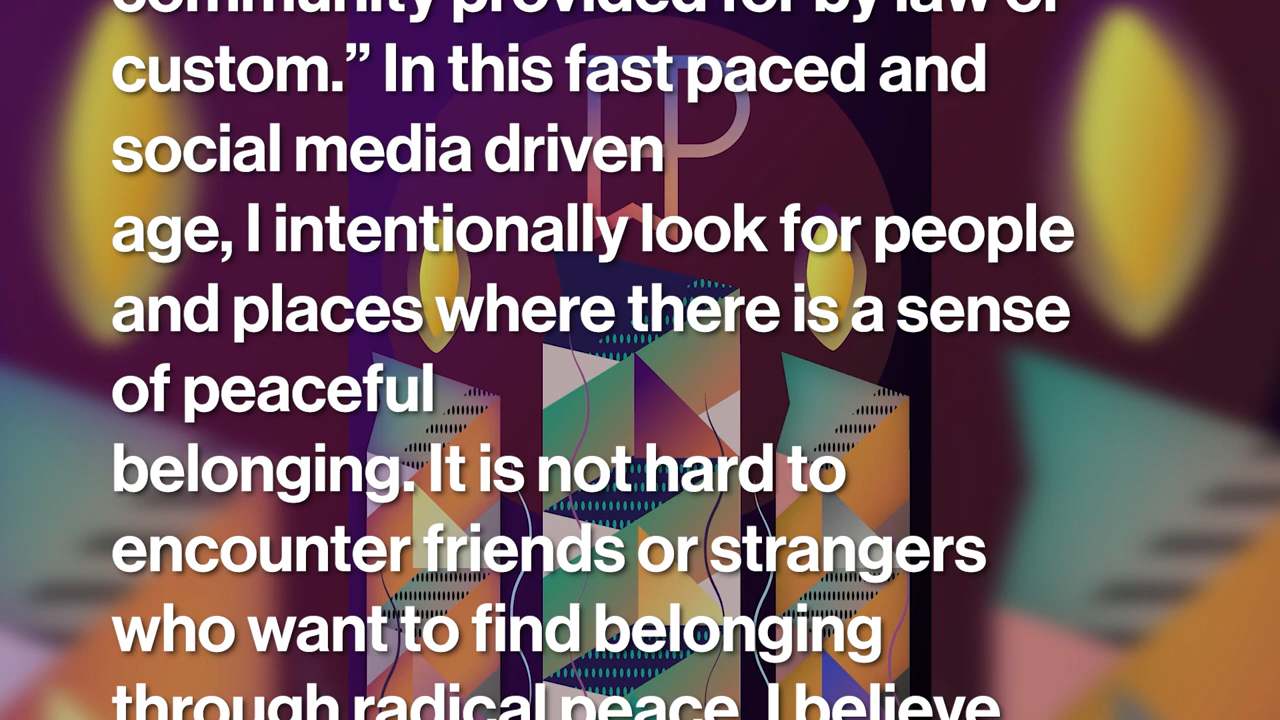 community provided for by law or
custom.” In this fast paced and
social media driven
age, I intentionally look for people
and places where there is a sense
of peaceful
belonging. It is not hard to
encounter friends or strangers
who want to find belonging
through radical peace. I believe